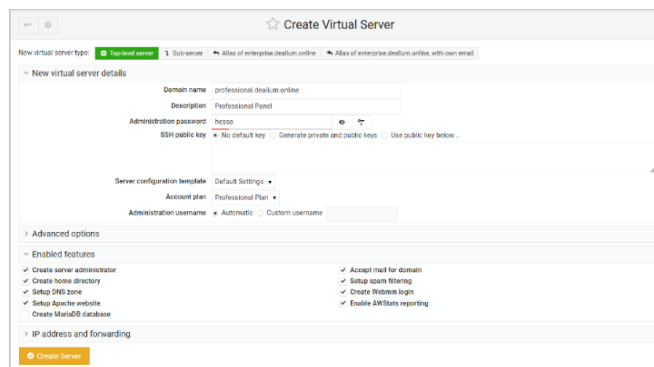 Create Virtual Server
New virtual server type: Top-level server Sub-server Alias of enterprise.dealium.online Alias of enterprise.dealium.online, with own email
New virtual server details
Domain name professional.dealium.online
Description Professional Panel
Administration password hesso
SSH public key No default key Generate private and public keys Use public key below ..
Server configuration template Default Settings
Account plan Professional Plan
Administration username Automatic Custom username
Advanced options
Enabled features
Create server administrator Accept mail for domain
Create home directory Setup spam filtering
Setup DNS zone Create Webmin login
Setup Apache website Enable AWStats reporting
Create MariaDB database
IP address and forwarding
Create Server